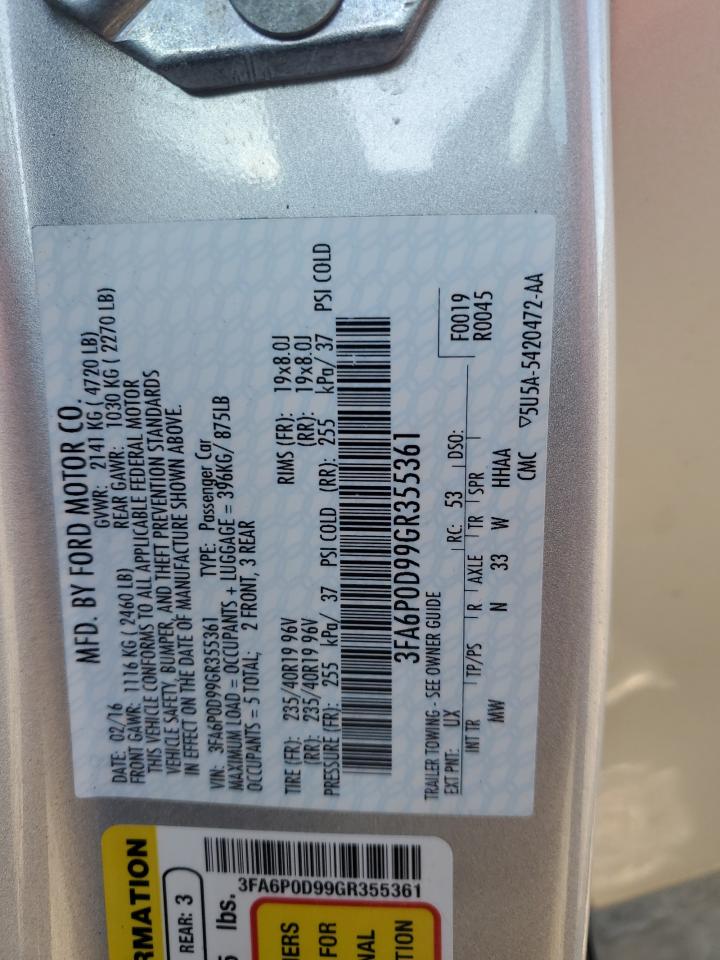 MFD. BY FORD MOTOR CO.
DATE: 02/16 GVWR: 2141 KG ( 4720 LB)
FRONT GAWR: 1116 KG ( 2460 LB) REAR GAWR: 1030 KG ( 2270 LB)
THIS VEHICLE CONFORMS TO ALL APPLICABLE FEDERAL MOTOR
VEHICLE SAFETY, BUMPER, AND THEFT PREVENTION STANDARDS
IN EFFECT ON THE DATE OF MANUFACTURE SHOWN ABOVE.
VIN: 3FA6P0D99GR355361 TYPE: Passenger Car
MAXIMUM LOAD = OCCUPANTS + LUGGAGE = 396KG/ 875LB
OCCUPANTS = 5 TOTAL; 2 FRONT, 3 REAR
TIRE (FR): 235/40R19 96V RIMS (FR): 19x8.0J
(RR): 235/40R19 96V (RR): 19x8.0J
PRESSURE (FR): 255 kPa/ 37 PSI COLD (RR): 255 kPa/ 37 PSI COLD
3FA6P0D99GR355361
TRAILER TOWING - SEE OWNER GUIDE
F0019
R0045
EXT PNT: UX RC: 53 DSO:
INT TR TP/PS R AXLE TR SPR
MW N 33 W HHAA
CMC ▽5U5A-5420472-AA
RMATION
REAR: 3
lbs.
3FA6P0D99GR355361
FOR